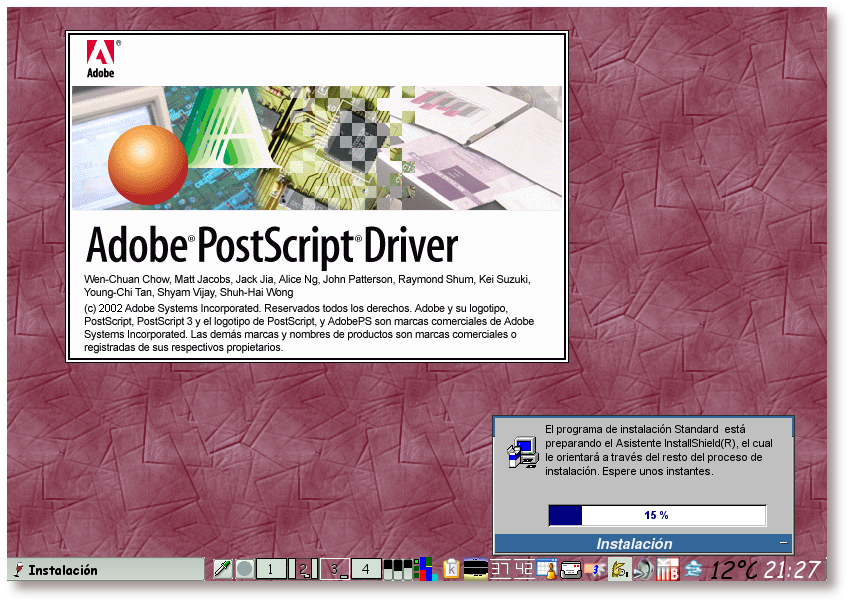 Adobe
Adobe® PostScript® Driver
Wen-Chuan Chow, Matt Jacobs, Jack Jia, Alice Ng, John Patterson, Raymond Shum, Kei Suzuki,
Young-Chi Tan, Shyam Vijay, Shuh-Hai Wong
(c) 2002 Adobe Systems Incorporated. Reservados todos los derechos. Adobe y su logotipo,
PostScript, PostScript 3 y el logotipo de PostScript, y AdobePS son marcas comerciales de Adobe
Systems Incorporated. Las demás marcas y nombres de productos son marcas comerciales o
registradas de sus respectivos propietarios.
El programa de instalación Standard está
preparando el Asistente InstallShield(R), el cual
le orientará a través del resto del proceso de
instalación. Espere unos instantes.
15 %
Instalación
Instalación
1 2 3 4
37 42
3
12°C 21:27